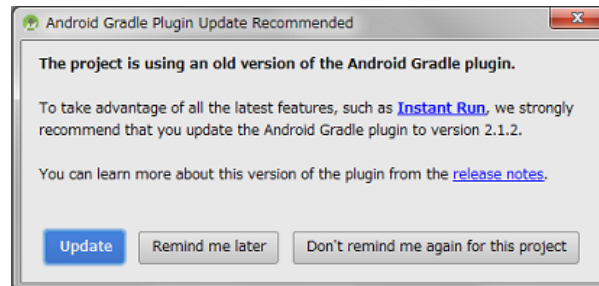 Android Gradle Plugin Update Recommended
The project is using an old version of the Android Gradle plugin.
To take advantage of all the latest features, such as Instant Run, we strongly
recommend that you update the Android Gradle plugin to version 2.1.2.
You can learn more about this version of the plugin from the release notes.
Update Remind me later Don't remind me again for this project